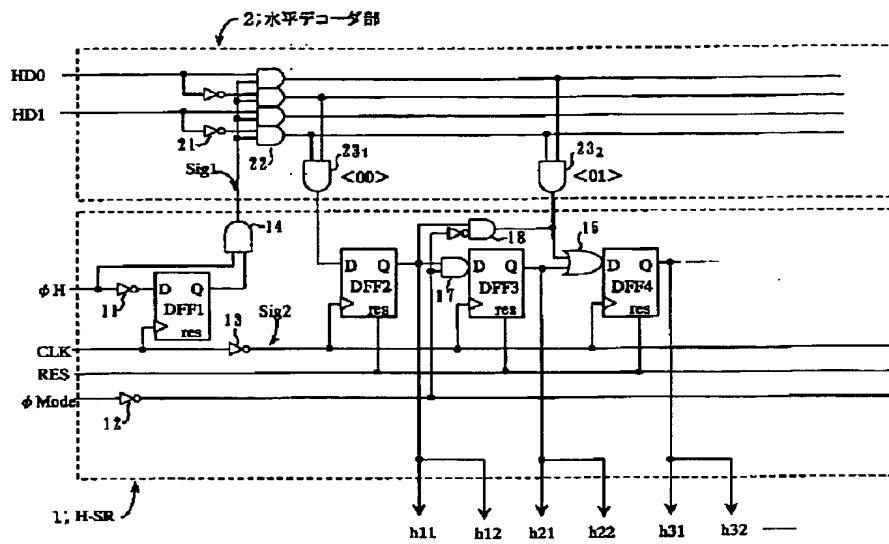 2;水平デコーダ部
HD0
HD1
21
22
23₁
<00>
23₂
<01>
Sig1
14
18
16
φH
11
D Q
DFF1
res
D Q
DFF2
res
17
D Q
DFF3
res
D Q
DFF4
res
13
Sig2
CLK
RES
φMode
12
1;H-SR
h11 h12 h21 h22 h31 h32